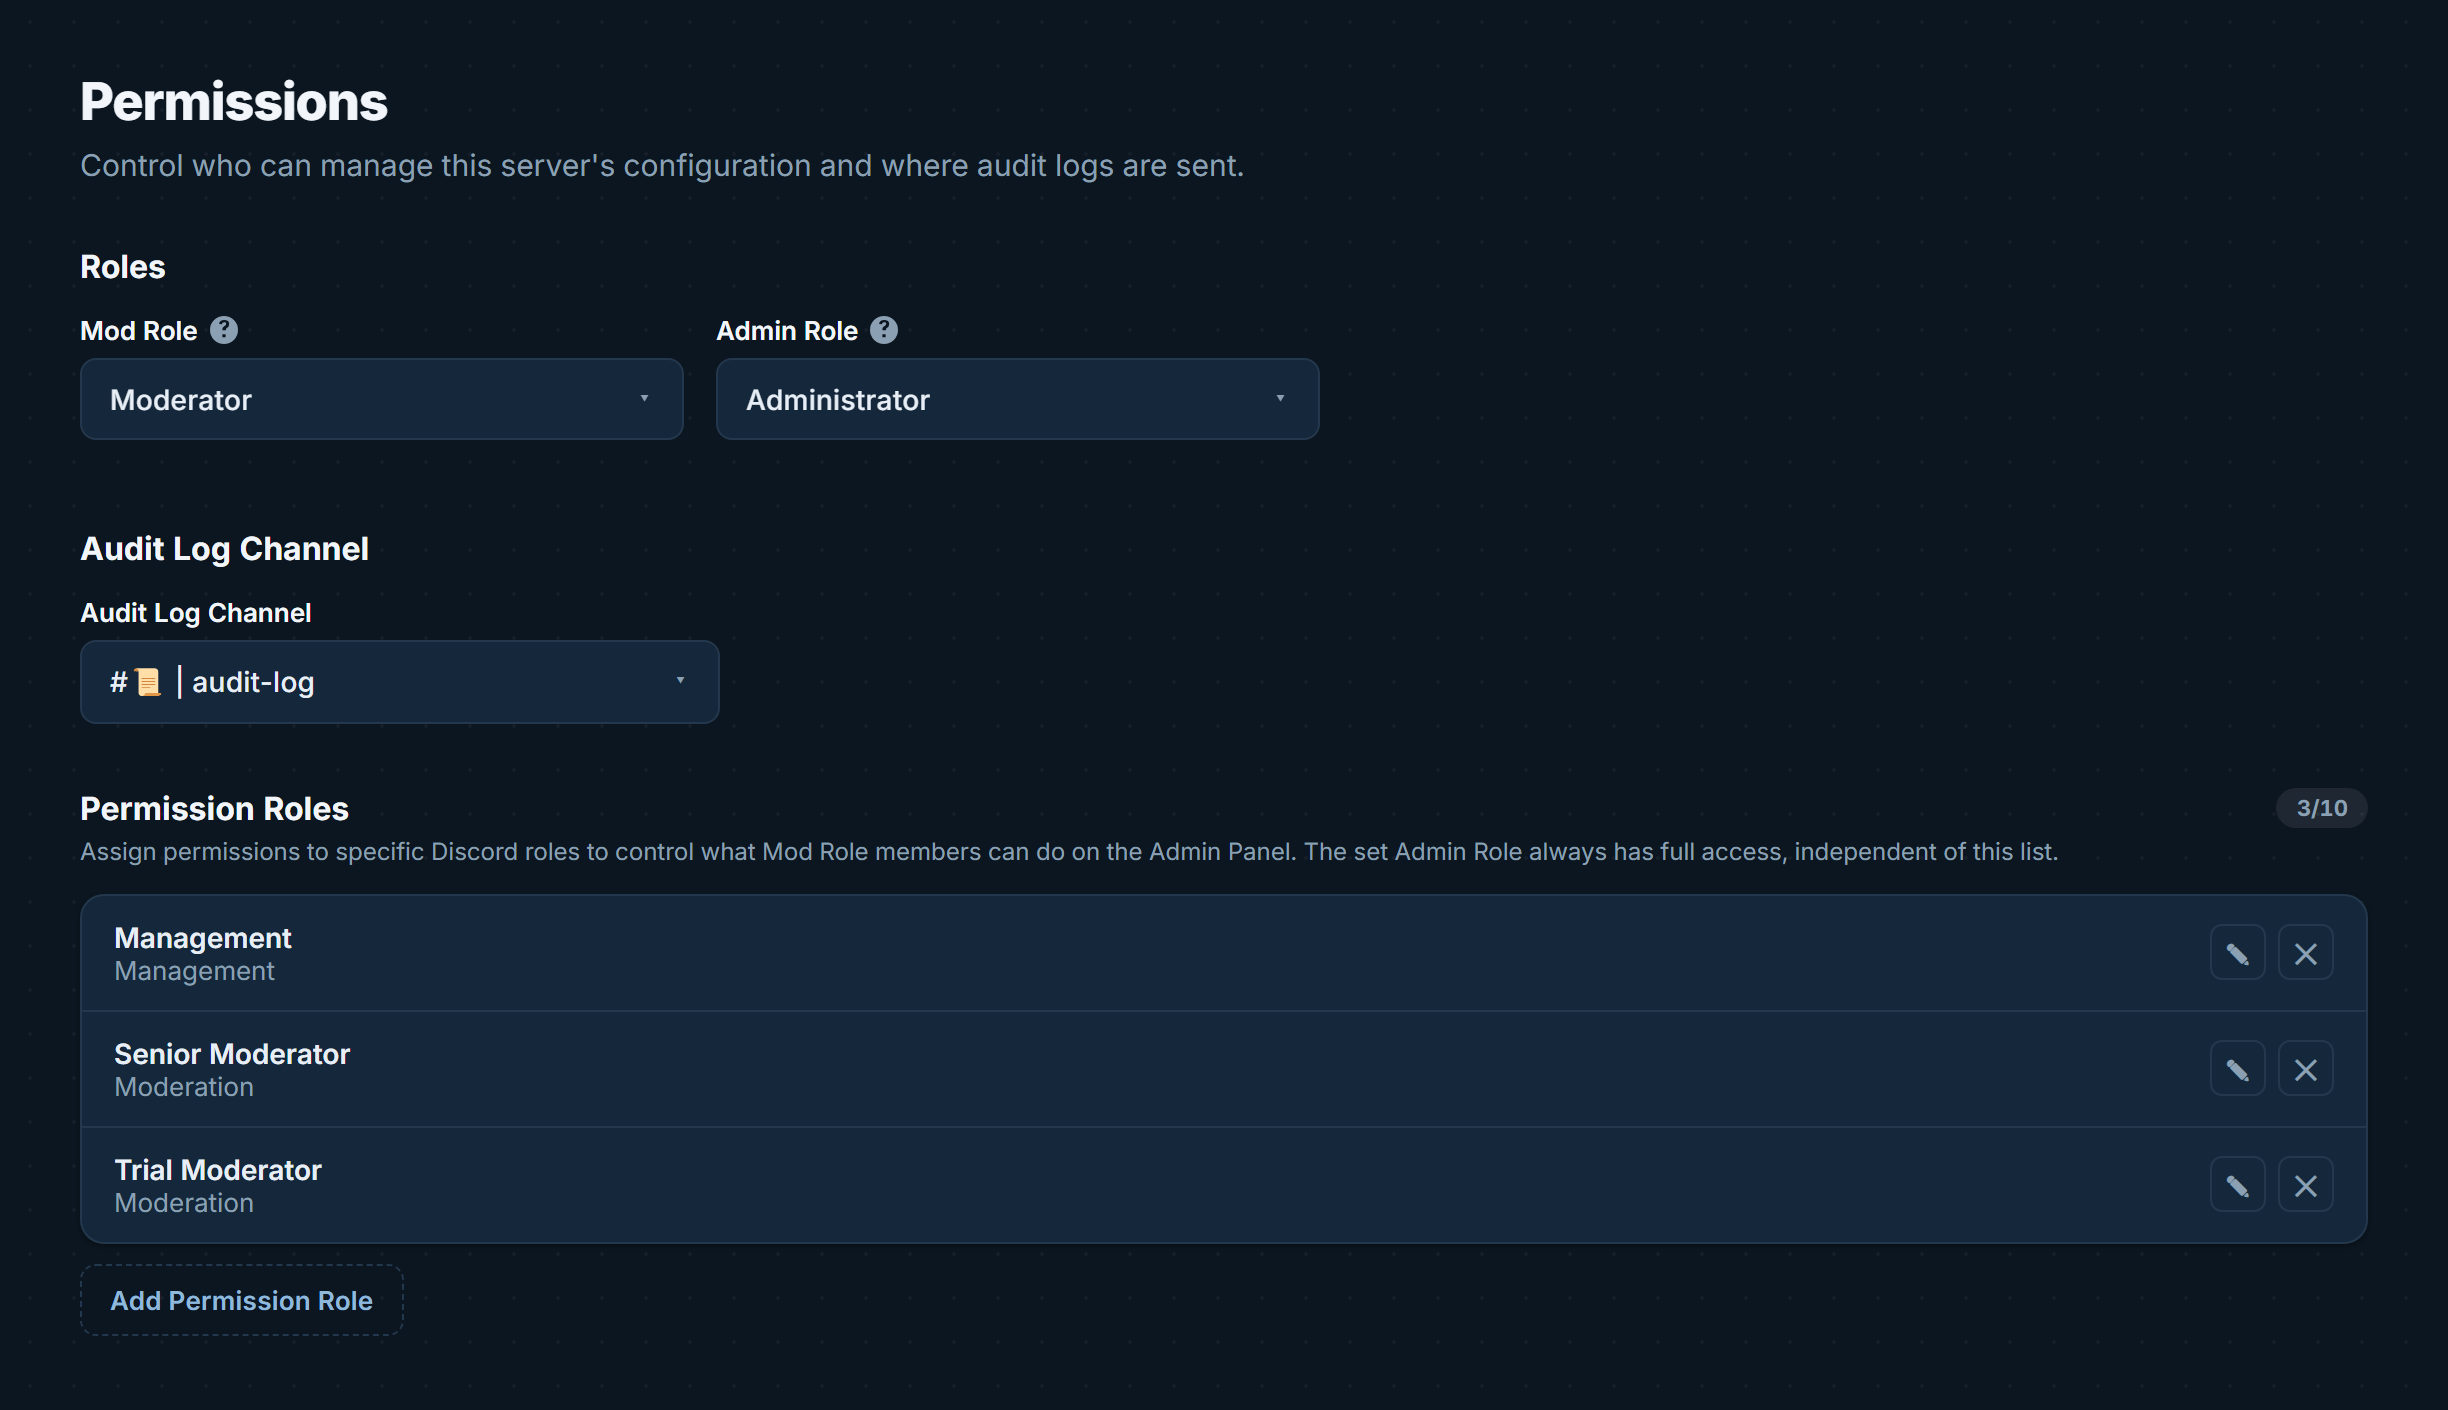 Permissions
Control who can manage this server's configuration and where audit logs are sent.
Roles
Mod Role ?
Admin Role ?
Moderator
Administrator
Audit Log Channel
Audit Log Channel
#📜 | audit-log
Permission Roles
3/10
Assign permissions to specific Discord roles to control what Mod Role members can do on the Admin Panel. The set Admin Role always has full access, independent of this list.
Management
Management
Senior Moderator
Moderation
Trial Moderator
Moderation
Add Permission Role